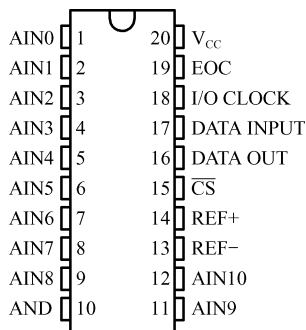 AIN0 1 20 V_CC
AIN1 2 19 EOC
AIN2 3 18 I/O CLOCK
AIN3 4 17 DATA INPUT
AIN4 5 16 DATA OUT
AIN5 6 15 C̅S̅
AIN6 7 14 REF+
AIN7 8 13 REF−
AIN8 9 12 AIN10
AND 10 11 AIN9